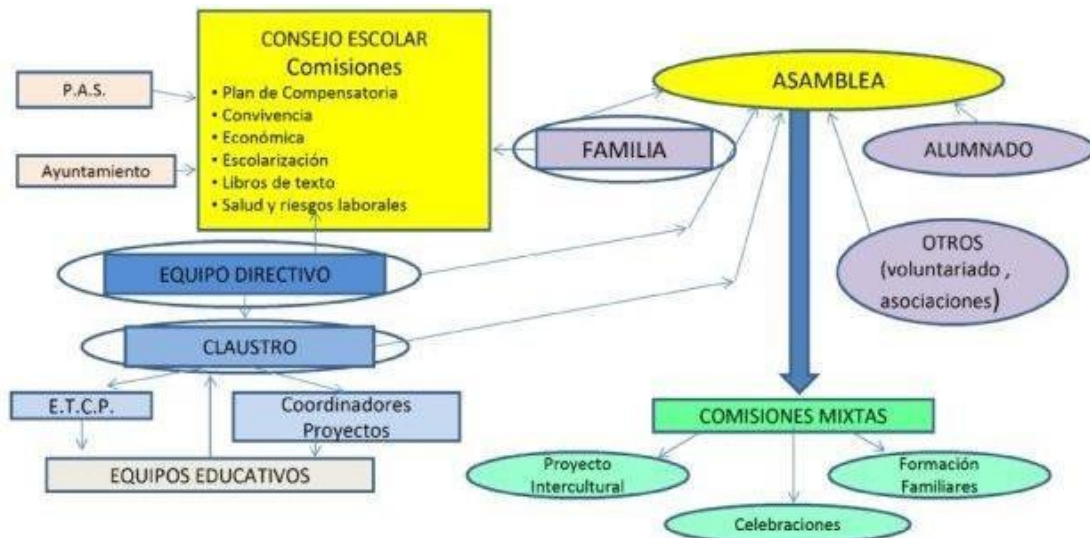 CONSEJO ESCOLAR
Comisiones
• Plan de Compensatoria
• Convivencia
• Económica
• Escolarización
• Libros de texto
• Salud y riesgos laborales
P.A.S.
Ayuntamiento
ASAMBLEA
FAMILIA
ALUMNADO
OTROS
(voluntariado ,
asociaciones)
EQUIPO DIRECTIVO
CLAUSTRO
E.T.C.P.
Coordinadores
Proyectos
EQUIPOS EDUCATIVOS
COMISIONES MIXTAS
Proyecto
Intercultural
Formación
Familiares
Celebraciones